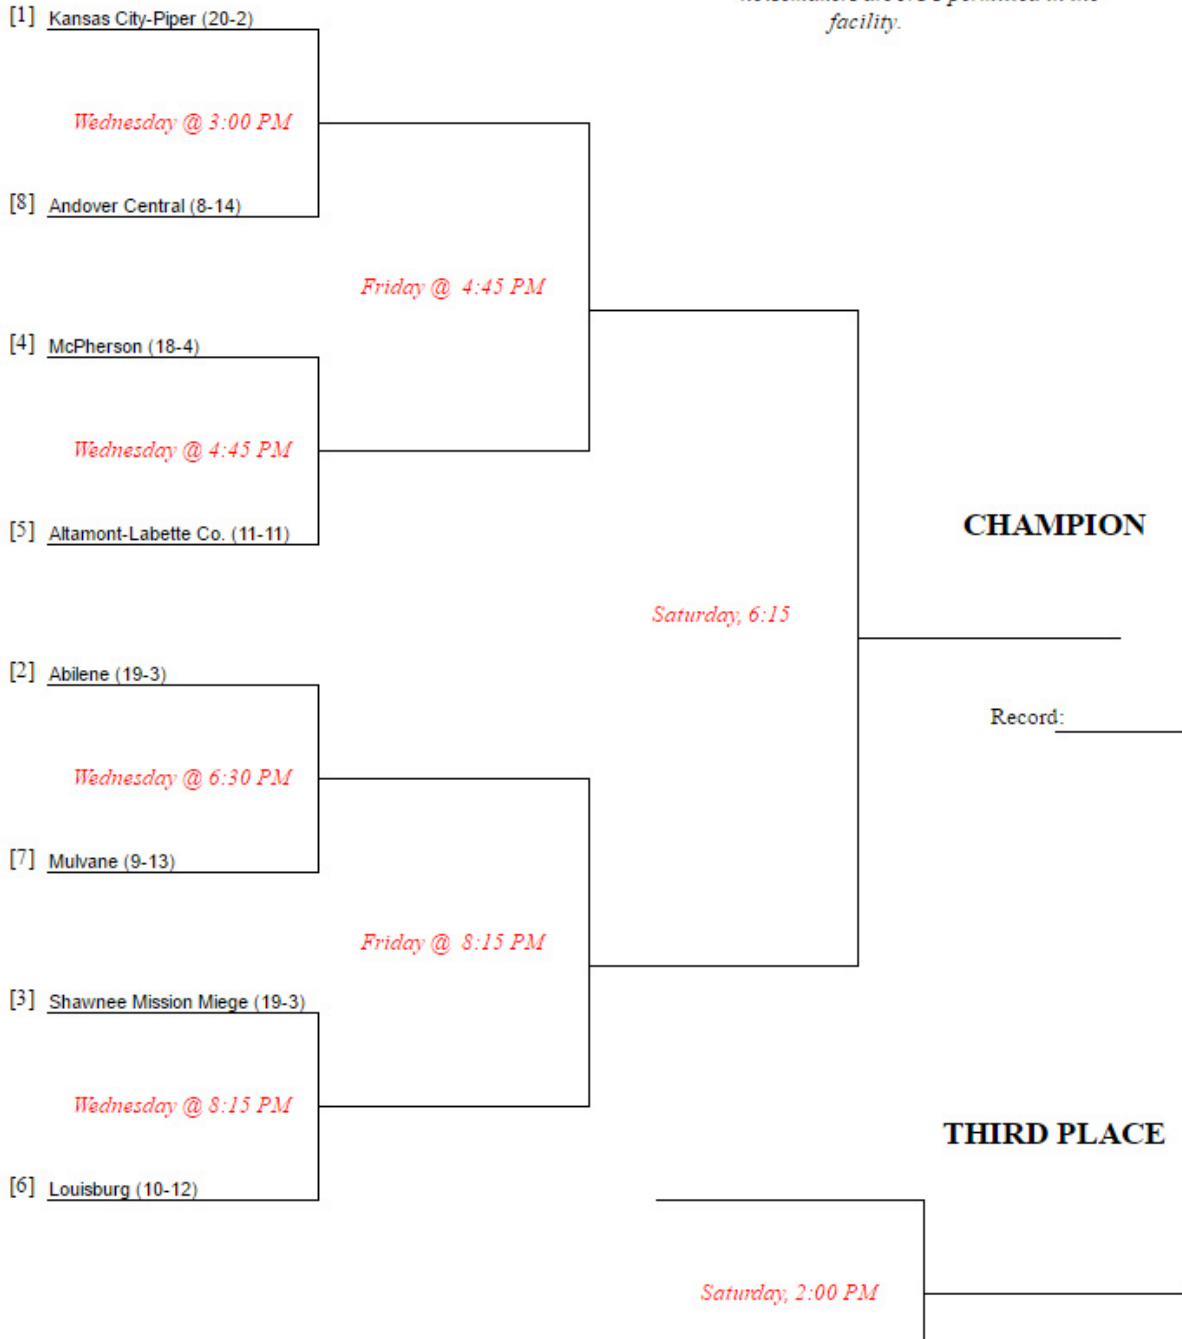 [1] Kansas City-Piper (20-2)
facility.
Wednesday @ 3:00 PM
[8] Andover Central (8-14)
Friday @ 4:45 PM
[4] McPherson (18-4)
Wednesday @ 4:45 PM
[5] Altamont-Labette Co. (11-11)
CHAMPION
Saturday, 6:15
[2] Abilene (19-3)
Record:
Wednesday @ 6:30 PM
[7] Mulvane (9-13)
Friday @ 8:15 PM
[3] Shawnee Mission Miege (19-3)
Wednesday @ 8:15 PM
THIRD PLACE
[6] Louisburg (10-12)
Saturday, 2:00 PM